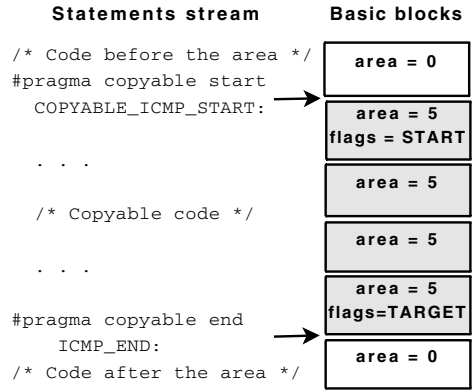 Statements stream
/* Code before the area */
#pragma copyable start
COPYABLE_ICMP_START:
. . .
/* Copyable code */
. . .
#pragma copyable end
ICMP_END:
/* Code after the area */
Basic blocks
area = 0
area = 5
flags = START
area = 5
area = 5
area = 5
flags=TARGET
area = 0